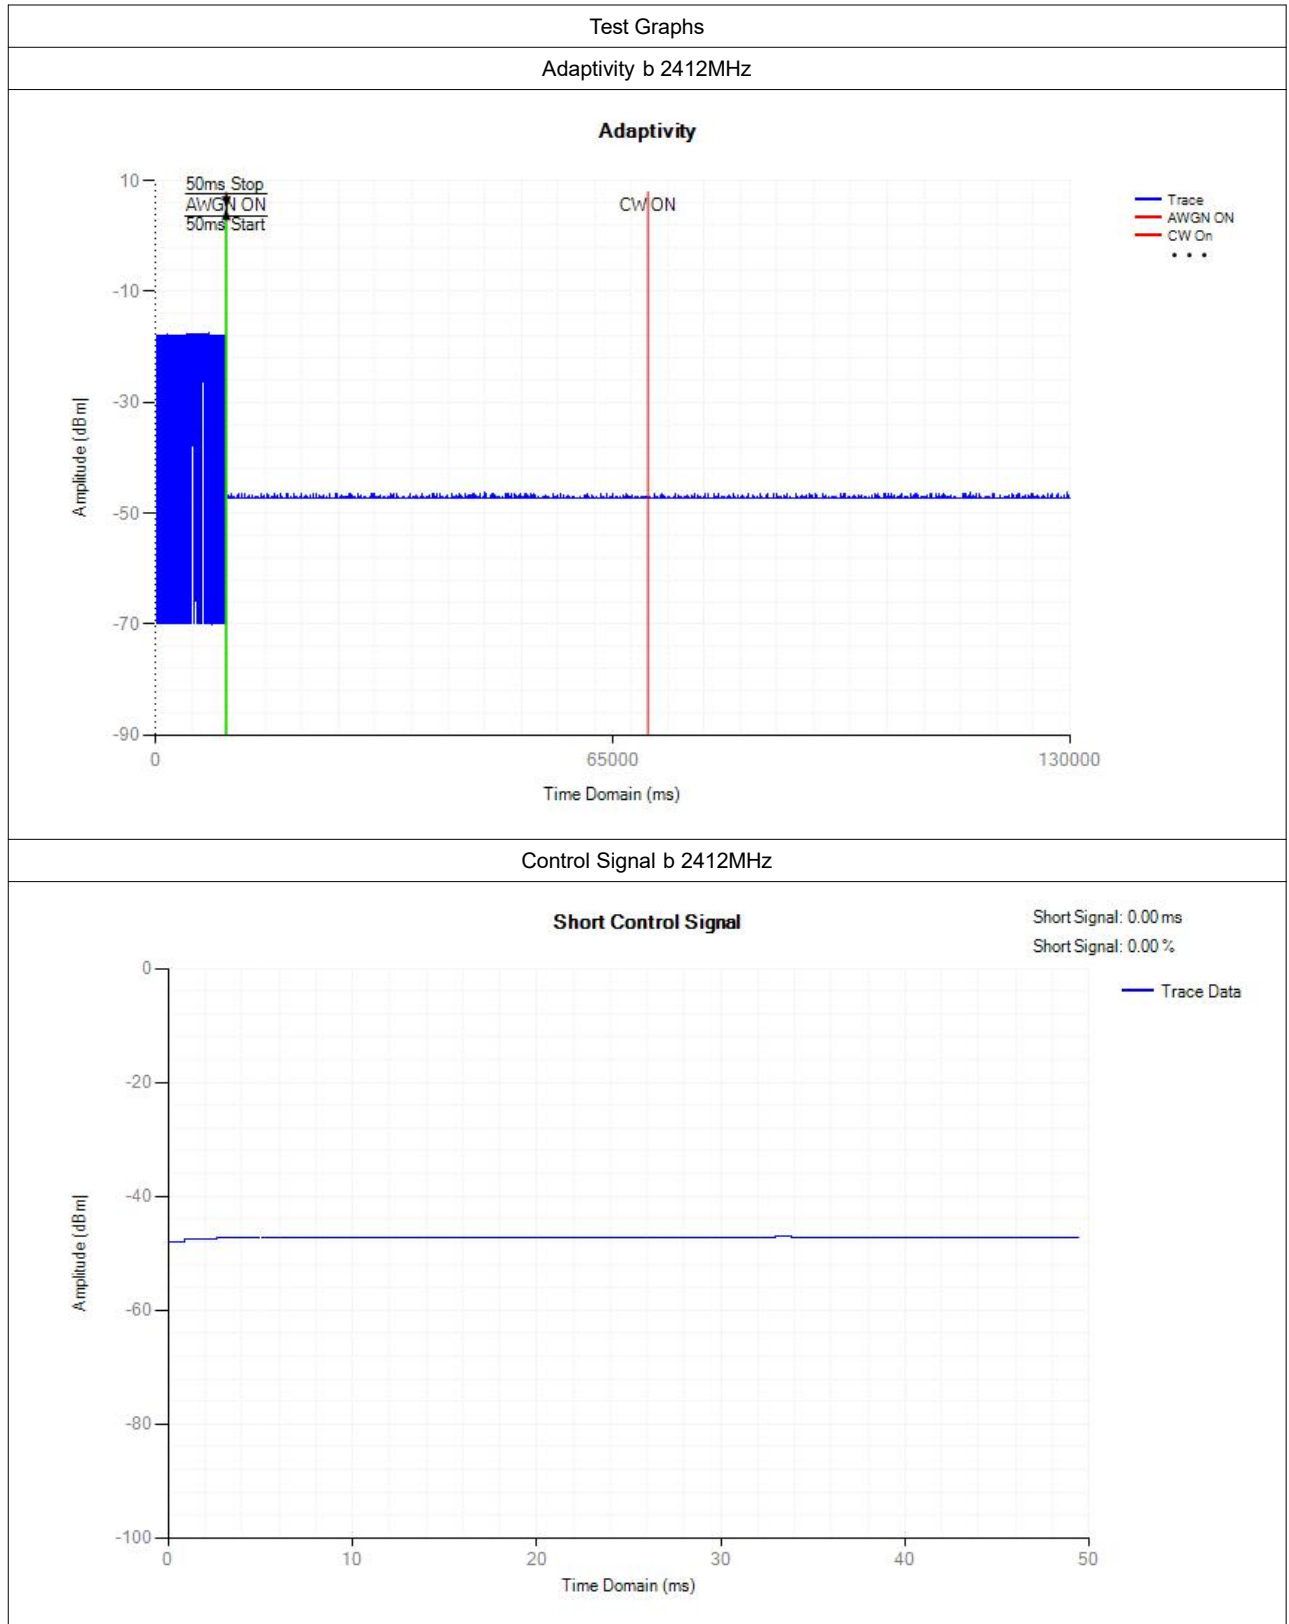 Test Graphs
Adaptivity b 2412MHz
Adaptivity
50ms Stop
AWGN ON
50ms Start
CW ON
Trace
AWGN ON
CW On
10
-10
-30
-50
-70
-90
Amplitude (dBm)
0
65000
130000
Time Domain (ms)
Control Signal b 2412MHz
Short Control Signal
Short Signal: 0.00 ms
Short Signal: 0.00 %
Trace Data
0
-20
-40
-60
-80
-100
Amplitude (dBm)
0
10
20
30
40
50
Time Domain (ms)